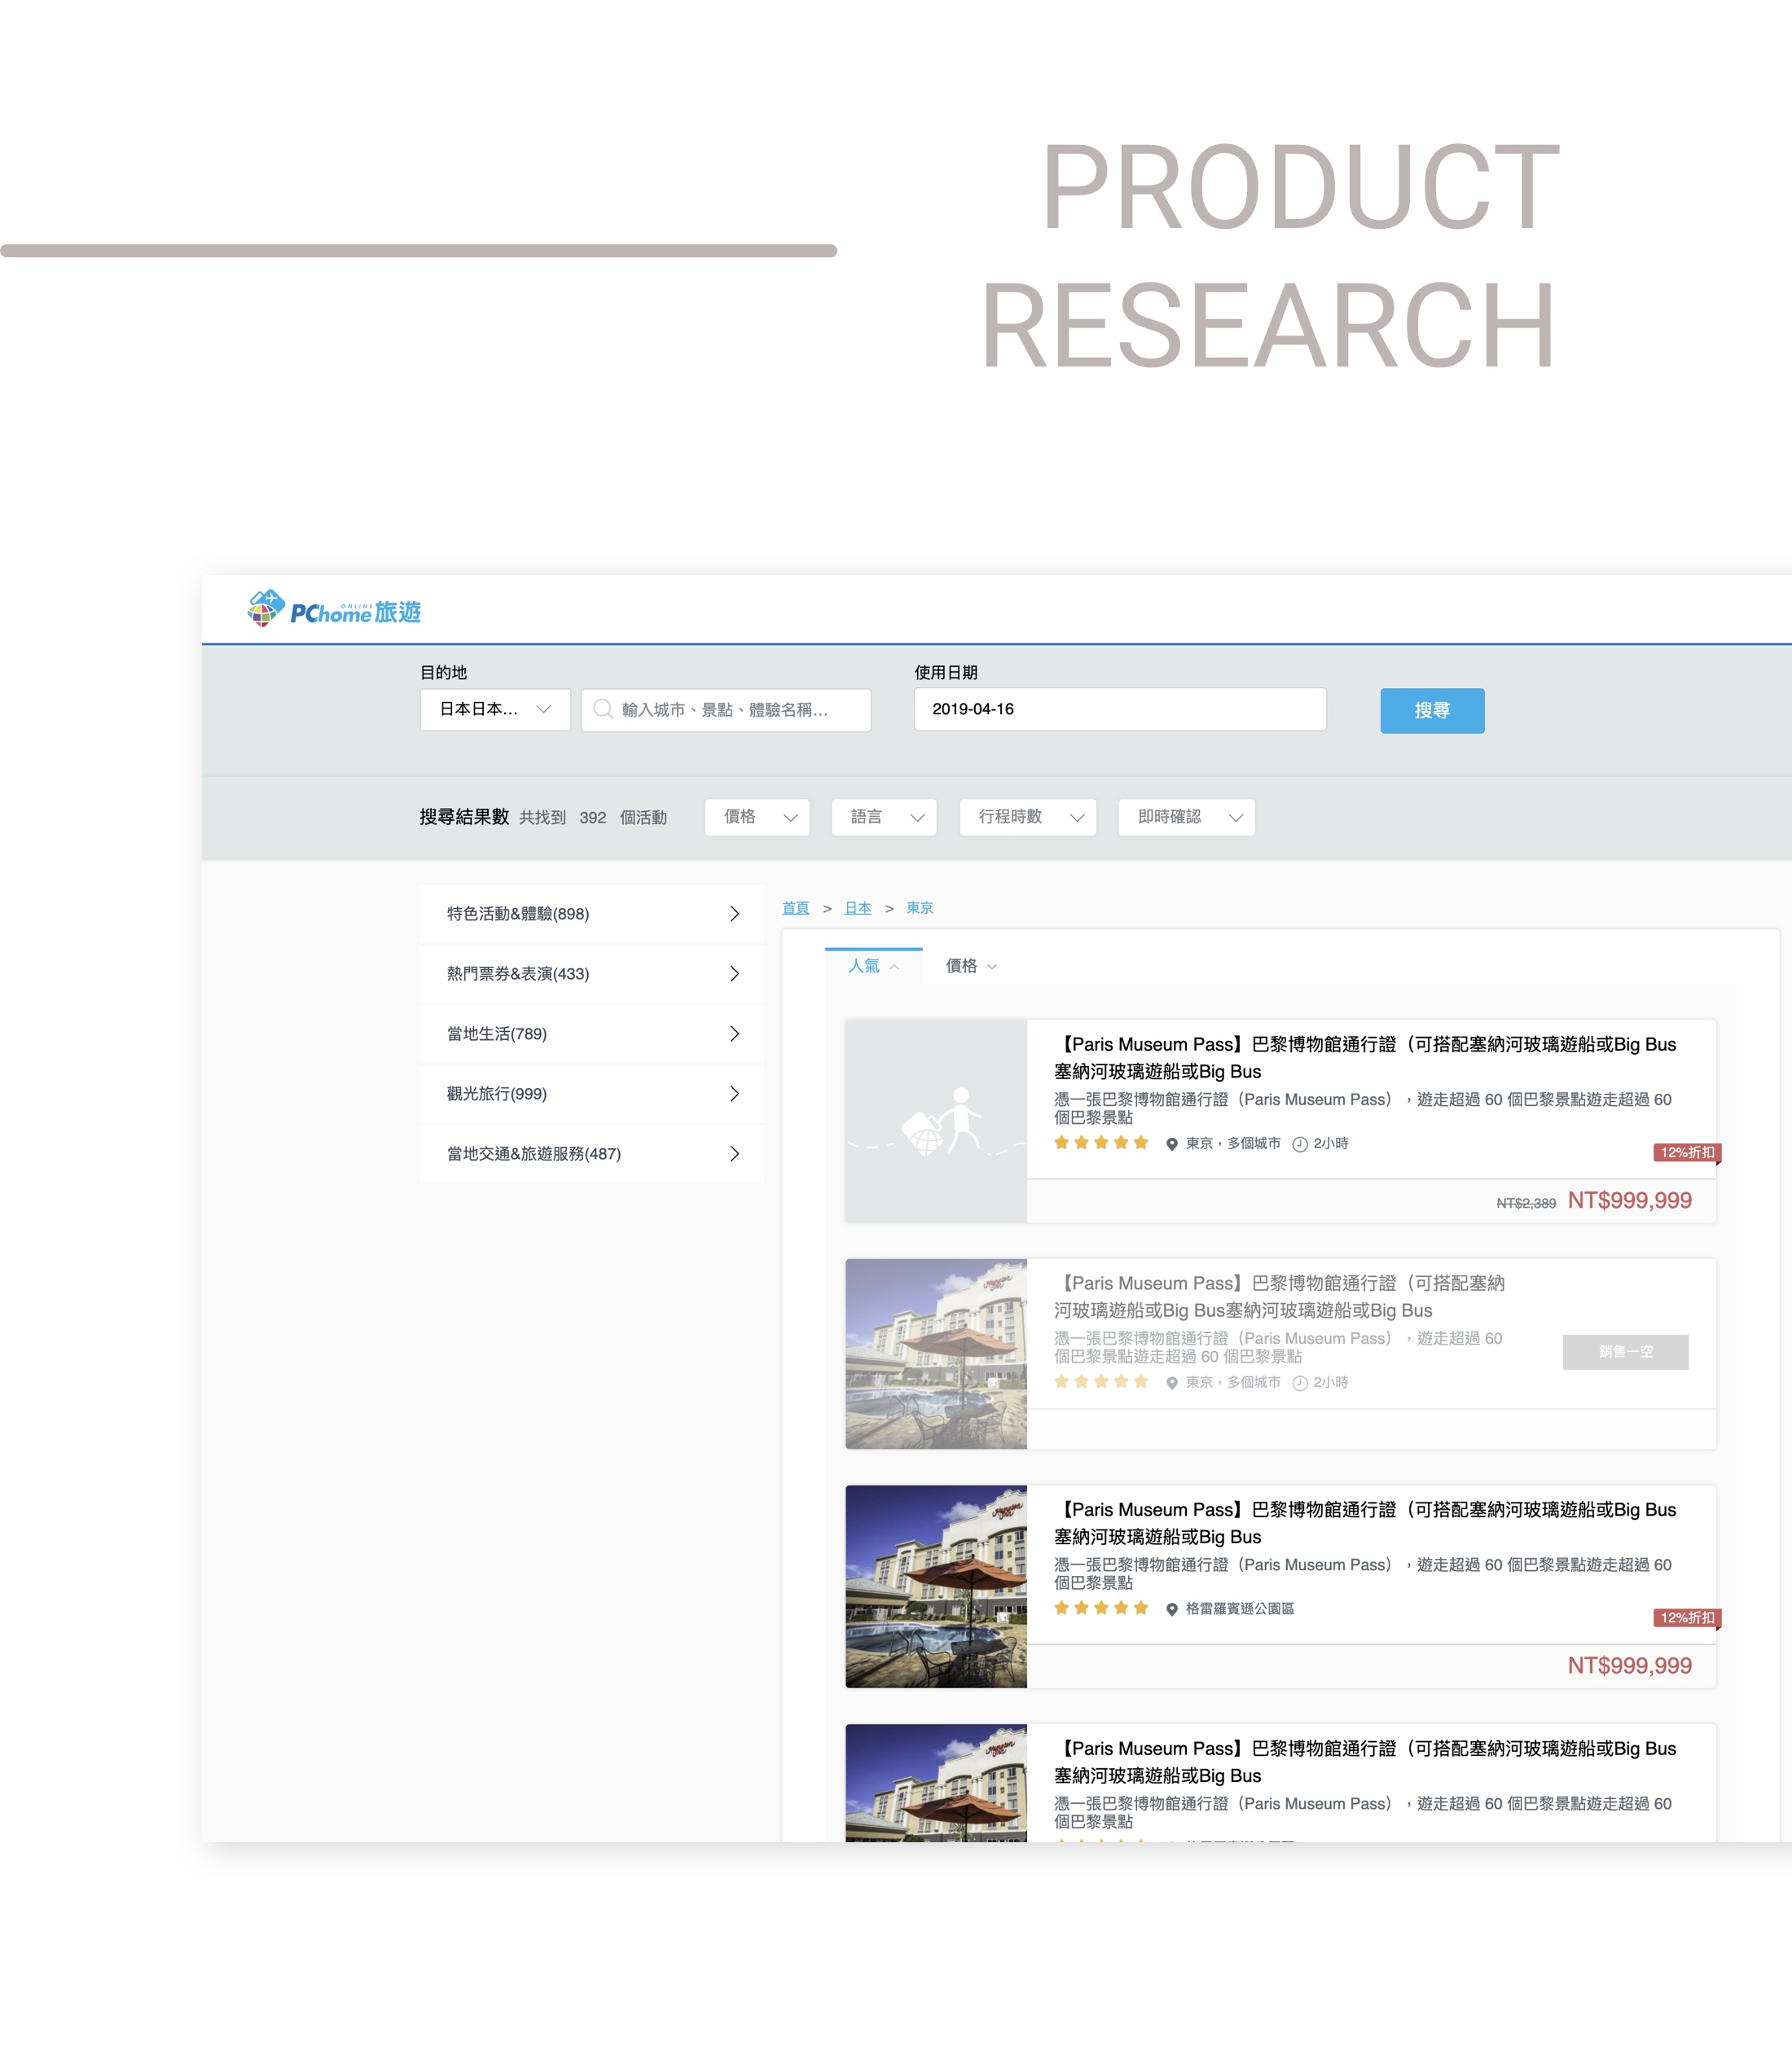 PRODUCT
RESEARCH
PChome ONLINE 旅遊
目的地
使用日期
日本日本...
輸入城市、景點、體驗名稱...
2019-04-16
搜尋
搜尋結果數 共找到 392 個活動
價格
語言
行程時數
即時確認
特色活動&體驗(898)
熱門票券&表演(433)
當地生活(789)
觀光旅行(999)
當地交通&旅遊服務(487)
首頁 > 日本 > 東京
人氣
價格
【Paris Museum Pass】巴黎博物館通行證（可搭配塞納河玻璃遊船或Big Bus
塞納河玻璃遊船或Big Bus
憑一張巴黎博物館通行證（Paris Museum Pass），遊走超過 60 個巴黎景點遊走超過 60
個巴黎景點
東京，多個城市 2小時
12%折扣
NT$2,389 NT$999,999
【Paris Museum Pass】巴黎博物館通行證（可搭配塞納
河玻璃遊船或Big Bus塞納河玻璃遊船或Big Bus
憑一張巴黎博物館通行證（Paris Museum Pass），遊走超過 60
個巴黎景點遊走超過 60 個巴黎景點
東京，多個城市 2小時
銷售一空
【Paris Museum Pass】巴黎博物館通行證（可搭配塞納河玻璃遊船或Big Bus
塞納河玻璃遊船或Big Bus
憑一張巴黎博物館通行證（Paris Museum Pass），遊走超過 60 個巴黎景點遊走超過 60
個巴黎景點
格雷羅賓遜公園區
12%折扣
NT$999,999
【Paris Museum Pass】巴黎博物館通行證（可搭配塞納河玻璃遊船或Big Bus
塞納河玻璃遊船或Big Bus
憑一張巴黎博物館通行證（Paris Museum Pass），遊走超過 60 個巴黎景點遊走超過 60
個巴黎景點